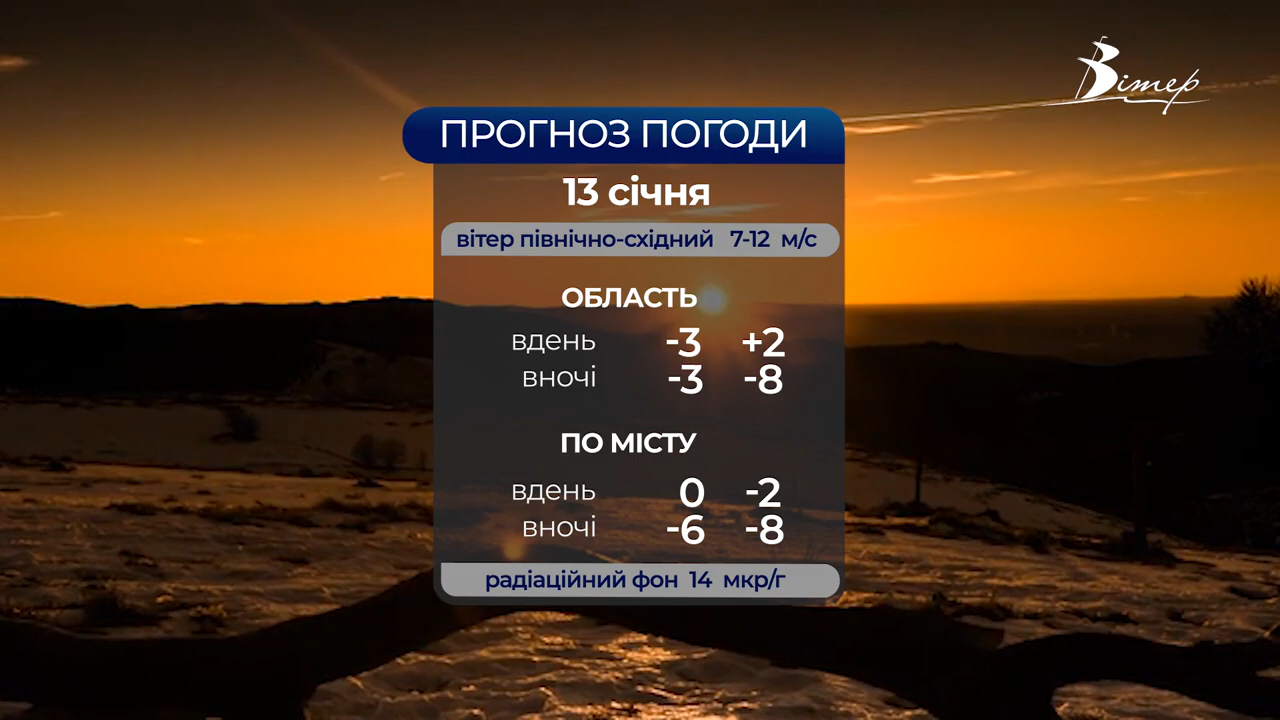 Вітер
ПРОГНОЗ ПОГОДИ
13 січня
вітер північно-східний 7-12 м/с
ОБЛАСТЬ
вдень -3 +2
вночі -3 -8
ПО МІСТУ
вдень 0 -2
вночі -6 -8
радіаційний фон 14 мкр/г